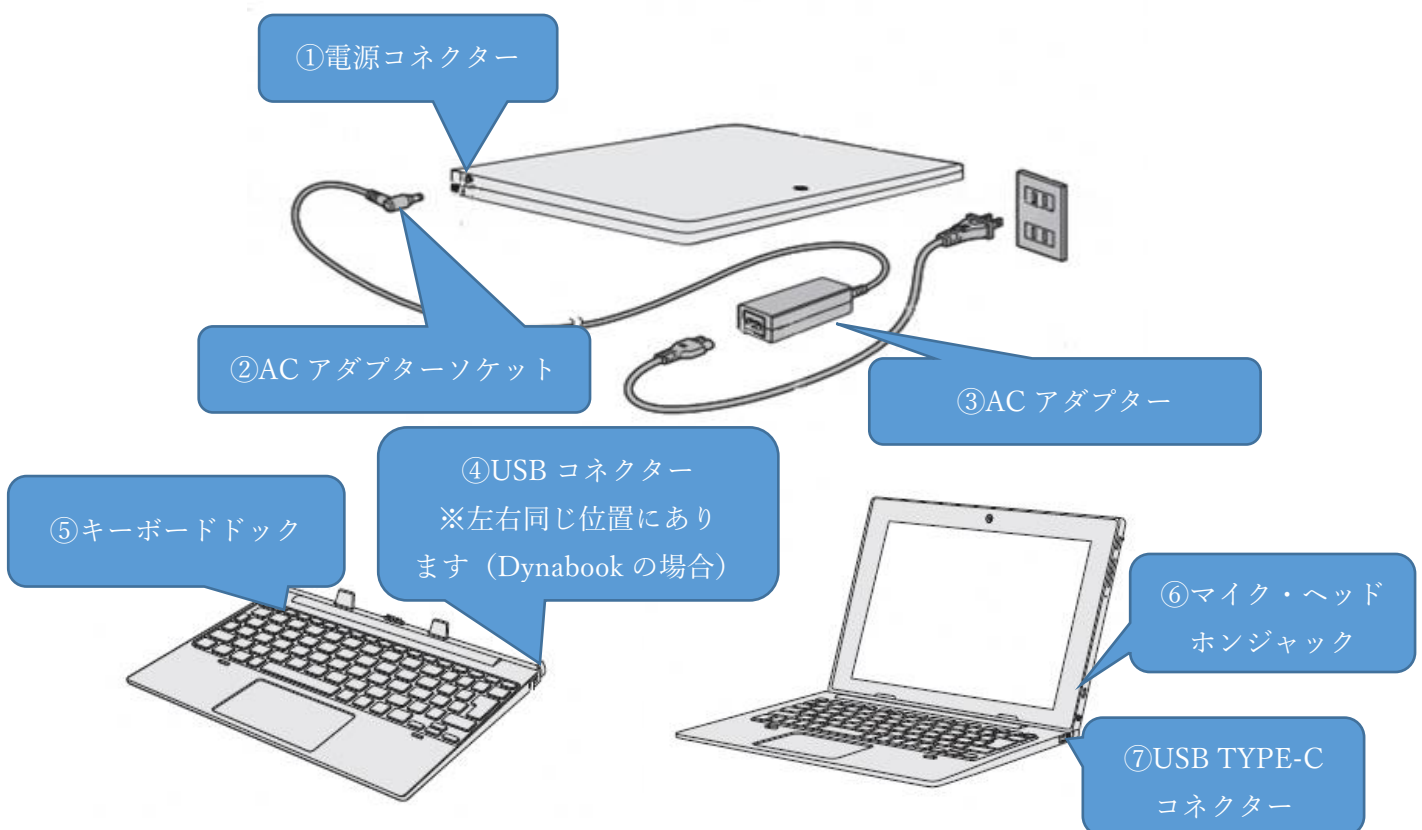 ①電源コネクター
②AC アダプターソケット
③AC アダプター
④USB コネクター
※左右同じ位置にあり
ます（Dynabook の場合）
⑤キーボードドック
⑥マイク・ヘッド
ホンジャック
⑦USB TYPE-C
コネクター